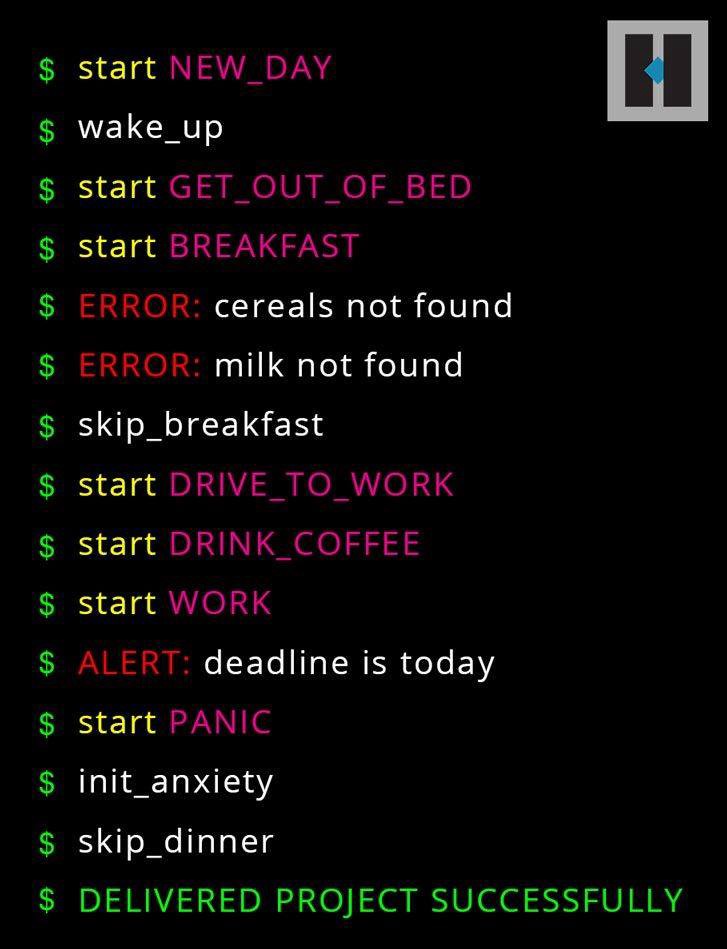 $ start NEW_DAY
$ wake_up
$ start GET_OUT_OF_BED
$ start BREAKFAST
$ ERROR: cereals not found
$ ERROR: milk not found
$ skip_breakfast
$ start DRIVE_TO_WORK
$ start DRINK_COFFEE
$ start WORK
$ ALERT: deadline is today
$ start PANIC
$ init_anxiety
$ skip_dinner
$ DELIVERED PROJECT SUCCESSFULLY